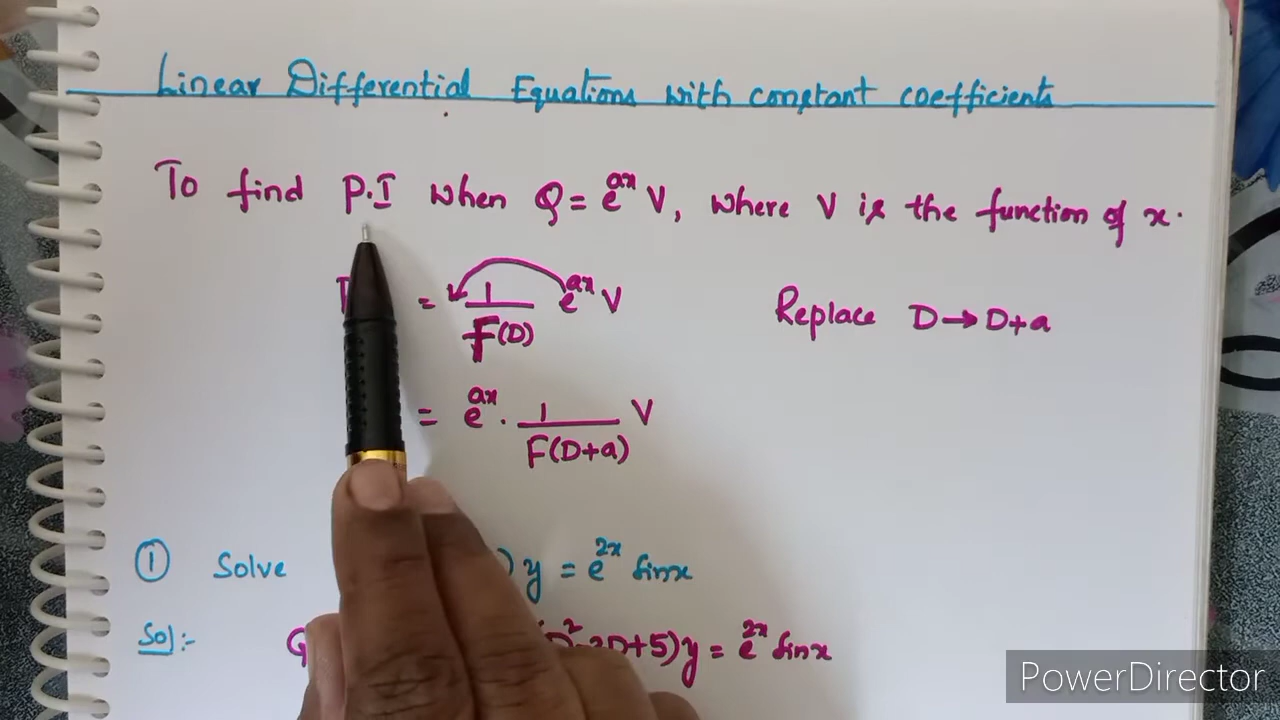 Linear Differential Equations with constant coefficients
To find P.I when Q = e^{ax} V, where V is the function of x.
= 1/F(D) e^{ax} V
Replace D → D+a
= e^{ax} . 1/F(D+a) V
① Solve ) y = e^{2x} sinx
Sol:- D+5) y = e^{2x} sinx
PowerDirector